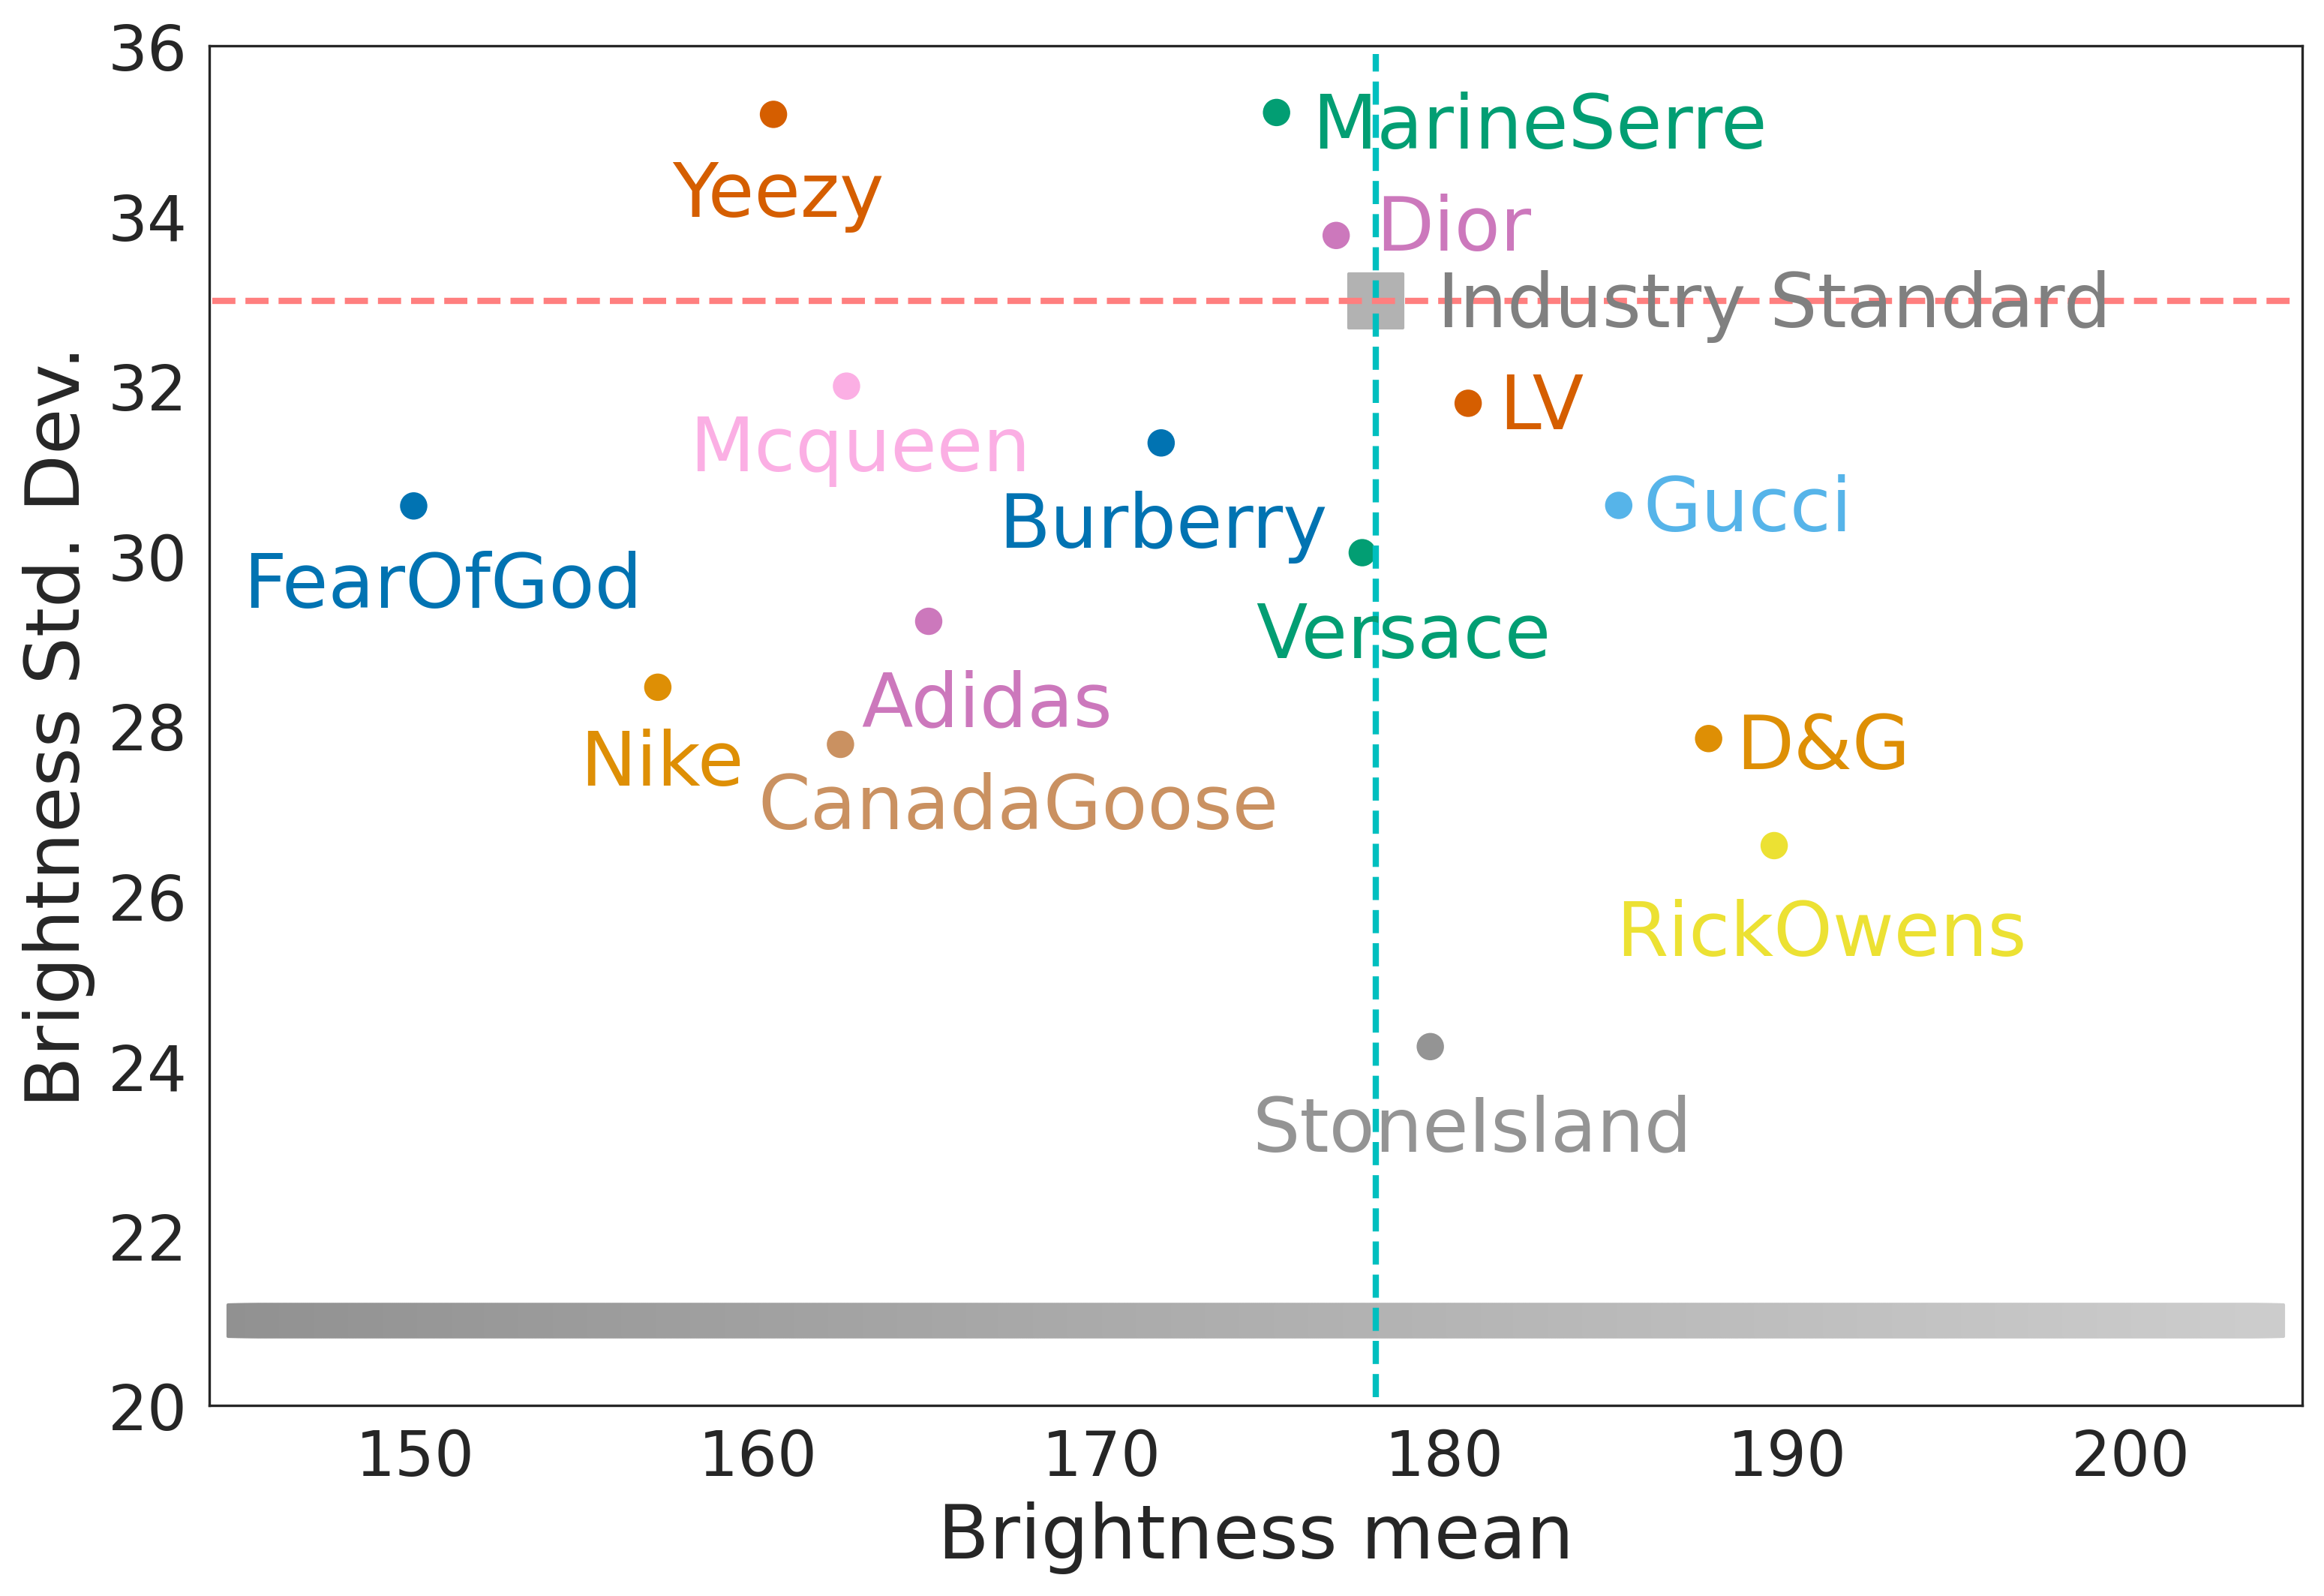 36
34
32
30
28
26
24
22
20
Brightness Std. Dev.
MarineSerre
Yeezy
Dior
Industry Standard
LV
Mcqueen
Gucci
Burberry
FearOfGod
Versace
Adidas
D&G
Nike
CanadaGoose
RickOwens
StoneIsland
150 160 170 180 190 200
Brightness mean